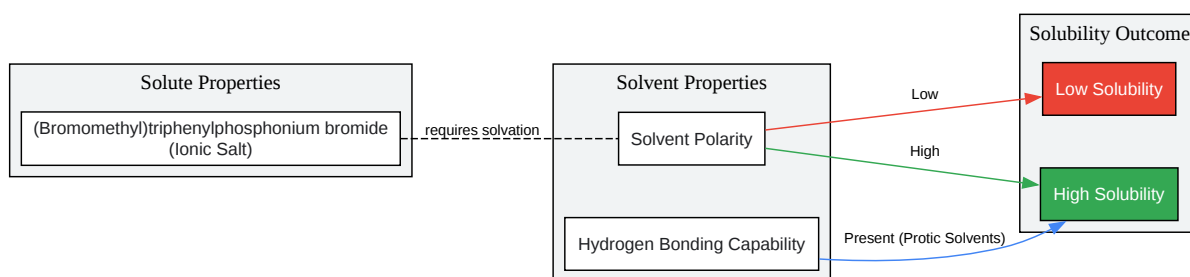 Solute Properties
(Bromomethyl)triphenylphosphonium bromide
(Ionic Salt)
requires solvation
Solvent Properties
Solvent Polarity
Hydrogen Bonding Capability
Low
High
Present (Protic Solvents)
Solubility Outcome
Low Solubility
High Solubility